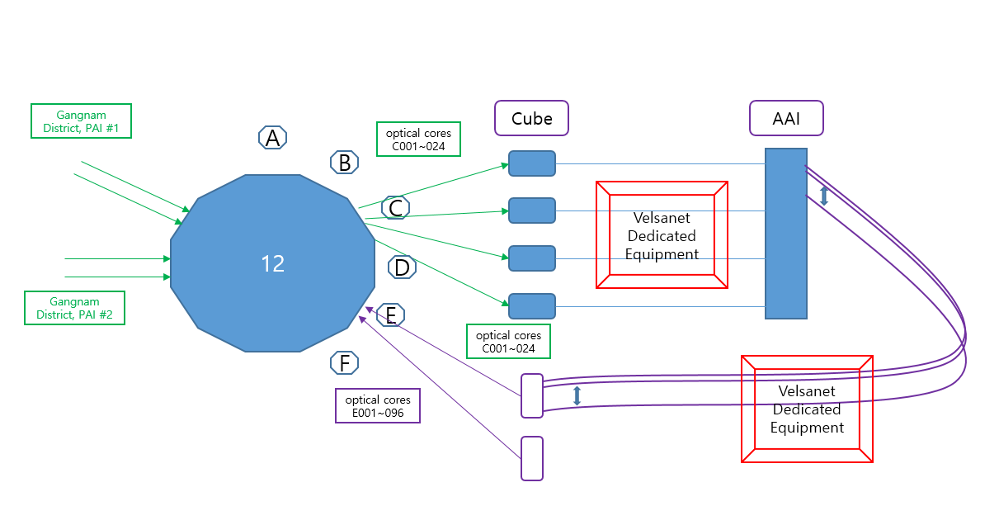 Gangnam
District, PAI #1
A
B
optical cores
C001~024
Cube
AAI
C
12
D
Velsanet
Dedicated
Equipment
Gangnam
District, PAI #2
E
F
optical cores
C001~024
optical cores
E001~096
Velsanet
Dedicated
Equipment